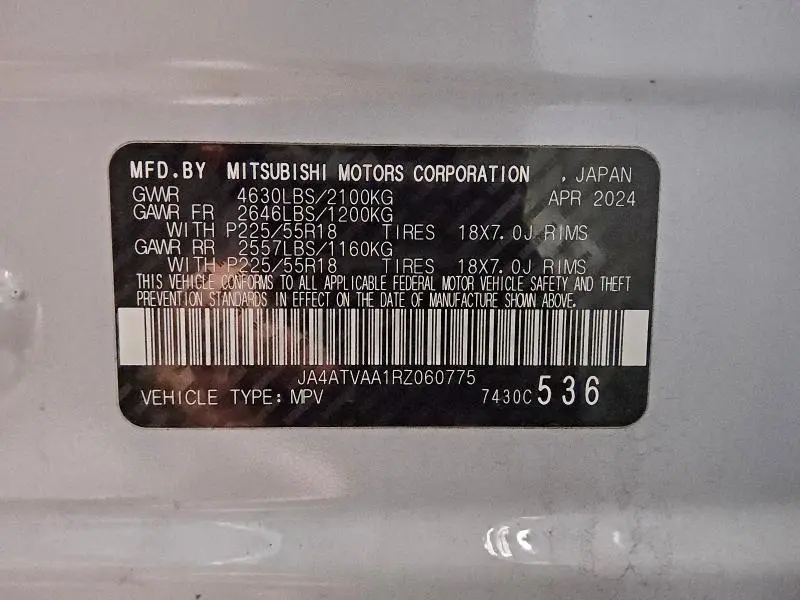 MFD.BY MITSUBISHI MOTORS CORPORATION , JAPAN
GVWR 4630LBS/2100KG APR 2024
GAWR FR 2646LBS/1200KG
WITH P225/55R18 TIRES 18X7.0J RIMS
GAWR RR 2557LBS/1160KG
WITH P225/55R18 TIRES 18X7.0J RIMS
THIS VEHICLE CONFORMS TO ALL APPLICABLE FEDERAL MOTOR VEHICLE SAFETY AND THEFT
PREVENTION STANDARDS IN EFFECT ON THE DATE OF MANUFACTURE SHOWN ABOVE.
JA4ATVAA1RZ060775
VEHICLE TYPE: MPV 7430C 536